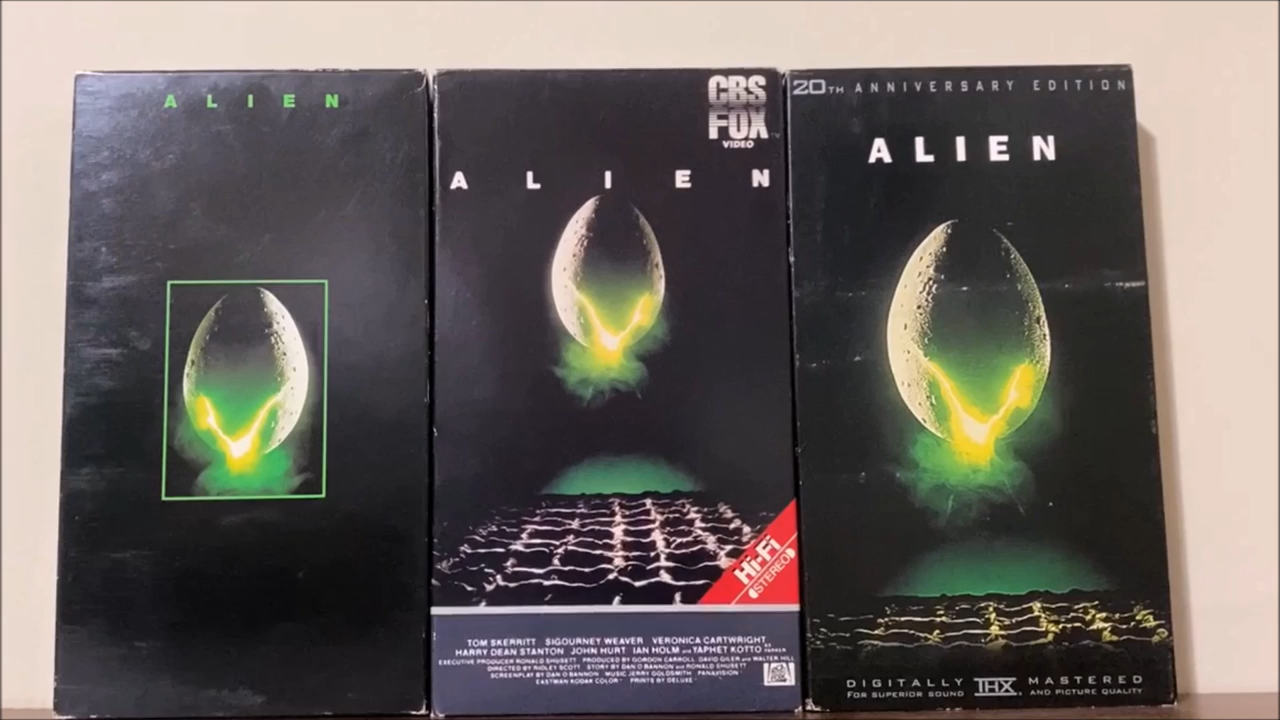 ALIEN
CBS
FOX
VIDEO
TM
ALIEN
Hi-Fi
STEREO
TOM SKERRITT SIGOURNEY WEAVER VERONICA CARTWRIGHT
HARRY DEAN STANTON JOHN HURT IAN HOLM AND YAPHET KOTTO AS PARKER
EXECUTIVE PRODUCER RONALD SHUSETT PRODUCED BY GORDON CARROLL DAVID GILER AND WALTER HILL
DIRECTED BY RIDLEY SCOTT STORY BY DAN O'BANNON AND RONALD SHUSETT
SCREENPLAY BY DAN O'BANNON MUSIC JERRY GOLDSMITH PANAVISION
EASTMAN KODAK COLOR PRINTS BY DELUXE
20TH ANNIVERSARY EDITION
ALIEN
DIGITALLY THX MASTERED
FOR SUPERIOR SOUND AND PICTURE QUALITY